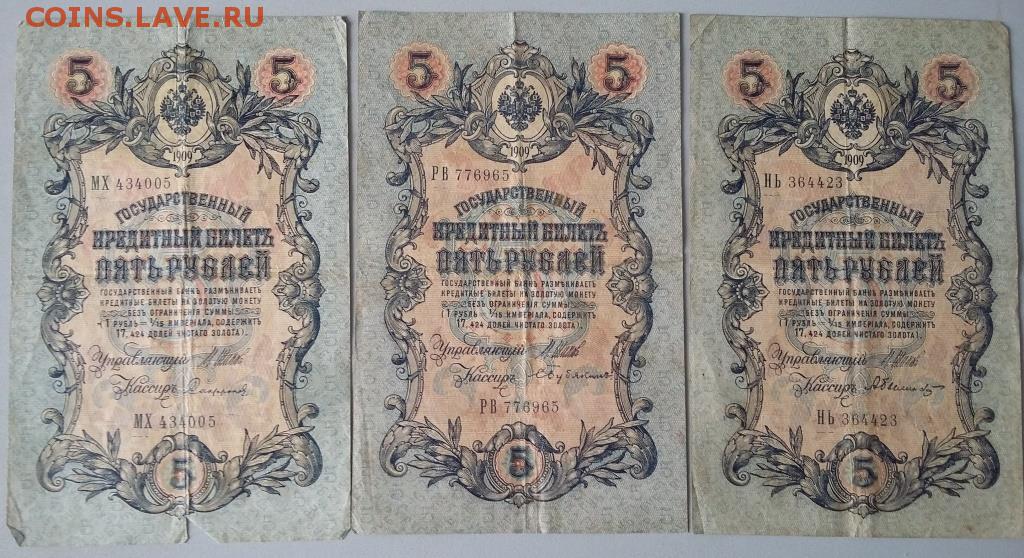 COINS.LAVE.RU
5 5
1909
МХ 434005
ГОСУДАРСТВЕННЫЙ
КРЕДИТНЫЙ БИЛЕТЪ
ПЯТЬ РУБЛЕЙ
ГОСУДАРСТВЕННЫЙ БАНКЪ РАЗМѢНИВАЕТЪ
КРЕДИТНЫЕ БИЛЕТЫ НА ЗОЛОТУЮ МОНЕТУ
БЕЗЪ ОГРАНИЧЕНІЯ СУММЫ
(1 РУБЛЬ = 1/15 ИМПЕРІАЛА, СОДЕРЖИТЪ
17,424 ДОЛЕЙ ЧИСТАГО ЗОЛОТА).
Управляющій
Кассиръ
МХ 434005
5
5 5
1909
РВ 776965
ГОСУДАРСТВЕННЫЙ
КРЕДИТНЫЙ БИЛЕТЪ
ПЯТЬ РУБЛЕЙ
ГОСУДАРСТВЕННЫЙ БАНКЪ РАЗМѢНИВАЕТЪ
КРЕДИТНЫЕ БИЛЕТЫ НА ЗОЛОТУЮ МОНЕТУ
БЕЗЪ ОГРАНИЧЕНІЯ СУММЫ
(1 РУБЛЬ = 1/15 ИМПЕРІАЛА, СОДЕРЖИТЪ
17,424 ДОЛЕЙ ЧИСТАГО ЗОЛОТА).
Управляющій
Кассиръ
РВ 776965
5
5 5
1909
НЬ 364423
ГОСУДАРСТВЕННЫЙ
КРЕДИТНЫЙ БИЛЕТЪ
ПЯТЬ РУБЛЕЙ
ГОСУДАРСТВЕННЫЙ БАНКЪ РАЗМѢНИВАЕТЪ
КРЕДИТНЫЕ БИЛЕТЫ НА ЗОЛОТУЮ МОНЕТУ
БЕЗЪ ОГРАНИЧЕНІЯ СУММЫ
(1 РУБЛЬ = 1/15 ИМПЕРІАЛА, СОДЕРЖИТЪ
17,424 ДОЛЕЙ ЧИСТАГО ЗОЛОТА).
Управляющій
Кассиръ
НЬ 364423
5